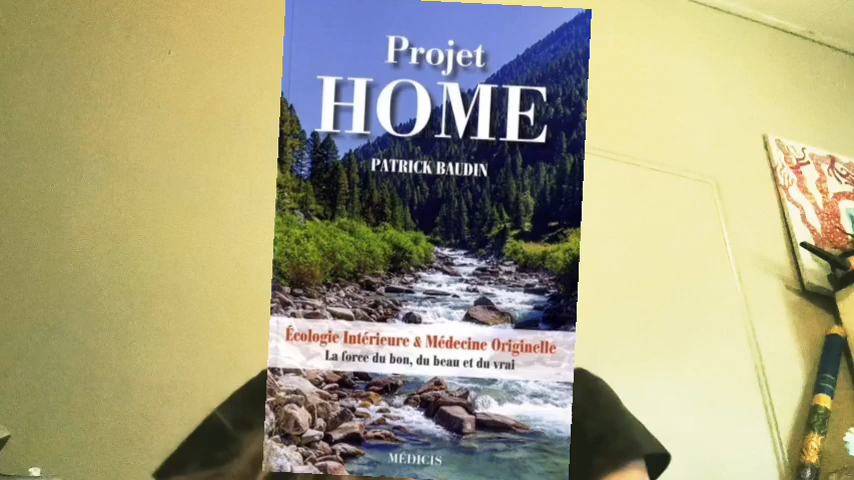 Projet
HOME
PATRICK BAUDIN
Écologie Intérieure & Médecine Originelle
La force du bon, du beau et du vrai
MÉDICIS